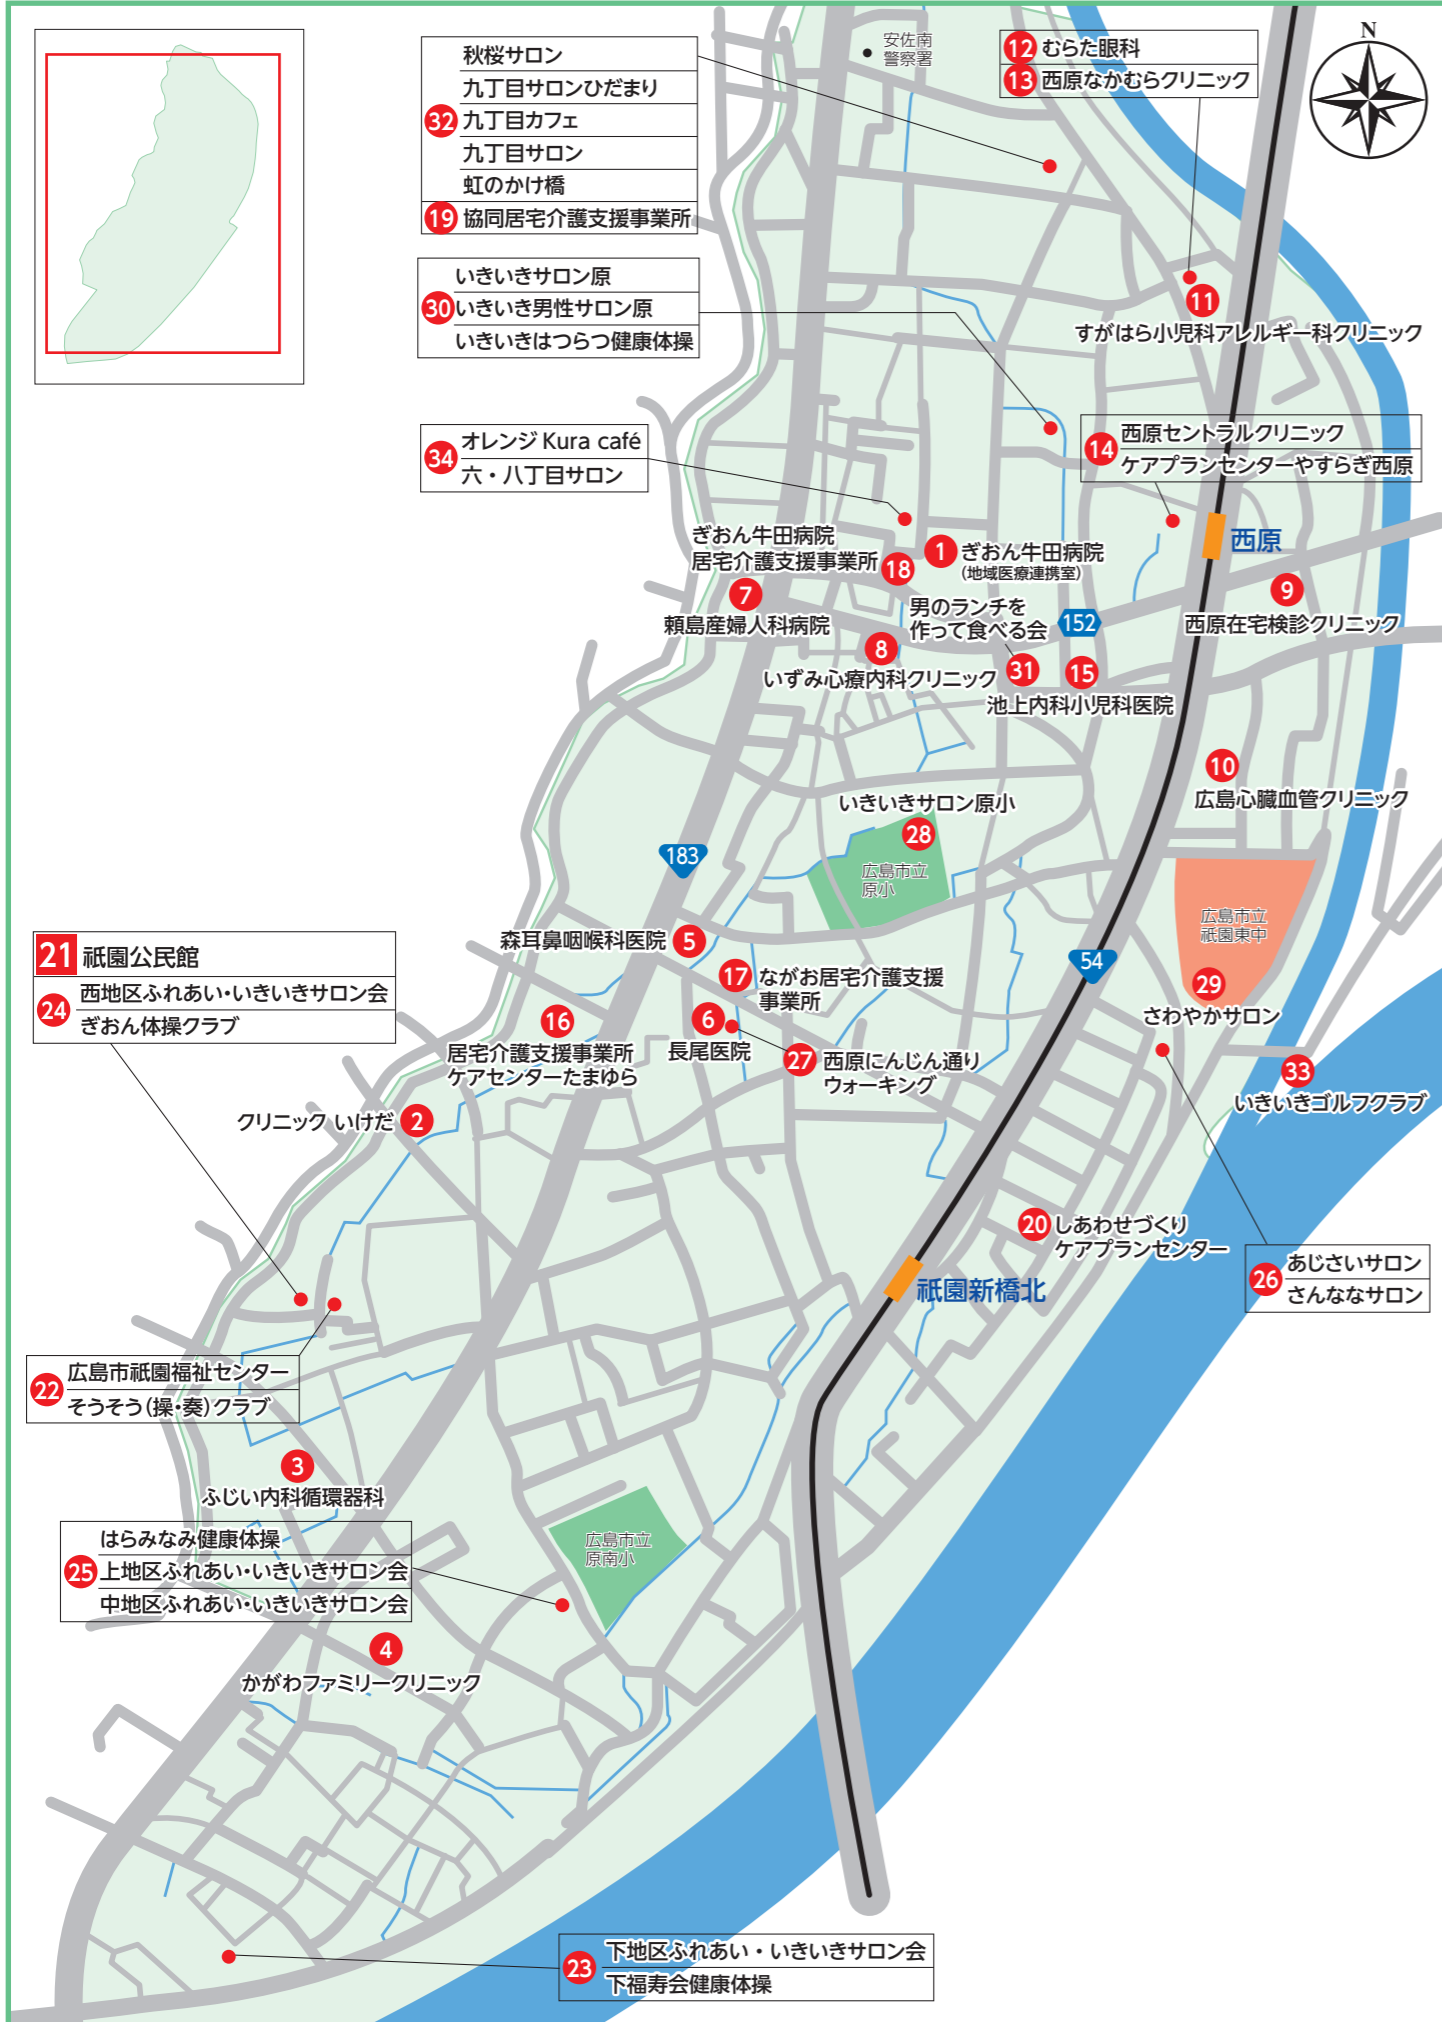 安佐南
警察署
N
秋桜サロン
九丁目サロンひだまり
32 九丁目カフェ
九丁目サロン
虹のかけ橋
19 協同居宅介護支援事業所
12 むらた眼科
13 西原なかむらクリニック
いきいきサロン原
30 いきいき男性サロン原
いきいきはつらつ健康体操
11
すがはら小児科アレルギー科クリニック
34 オレンジ Kura café
六・八丁目サロン
14 西原セントラルクリニック
ケアプランセンターやすらぎ西原
西原
ぎおん牛田病院
居宅介護支援事業所 18
1 ぎおん牛田病院
(地域医療連携室)
7
頼島産婦人科病院
男のランチを
作って食べる会
31
152
9
西原在宅検診クリニック
8
いずみ心療内科クリニック
15
池上内科小児科医院
10
広島心臓血管クリニック
いきいきサロン原小
28
広島市立
原小
183
広島市立
祇園東中
29
さわやかサロン
54
森耳鼻咽喉科医院 5
17 ながお居宅介護支援
事業所
21 祇園公民館
24 西地区ふれあい・いきいきサロン会
ぎおん体操クラブ
16
居宅介護支援事業所
ケアセンターたまゆら
6
長尾医院
27 西原にんじん通り
ウォーキング
33
いきいきゴルフクラブ
クリニック いけだ 2
20 しあわせづくり
ケアプランセンター
26 あじさいサロン
さんななサロン
祇園新橋北
22 広島市祇園福祉センター
そうそう(操・奏)クラブ
3
ふじい内科循環器科
はらみなみ健康体操
25 上地区ふれあい・いきいきサロン会
中地区ふれあい・いきいきサロン会
広島市立
原南小
4
かがわファミリークリニック
23 下地区ふれあい・いきいきサロン会
下福寿会健康体操